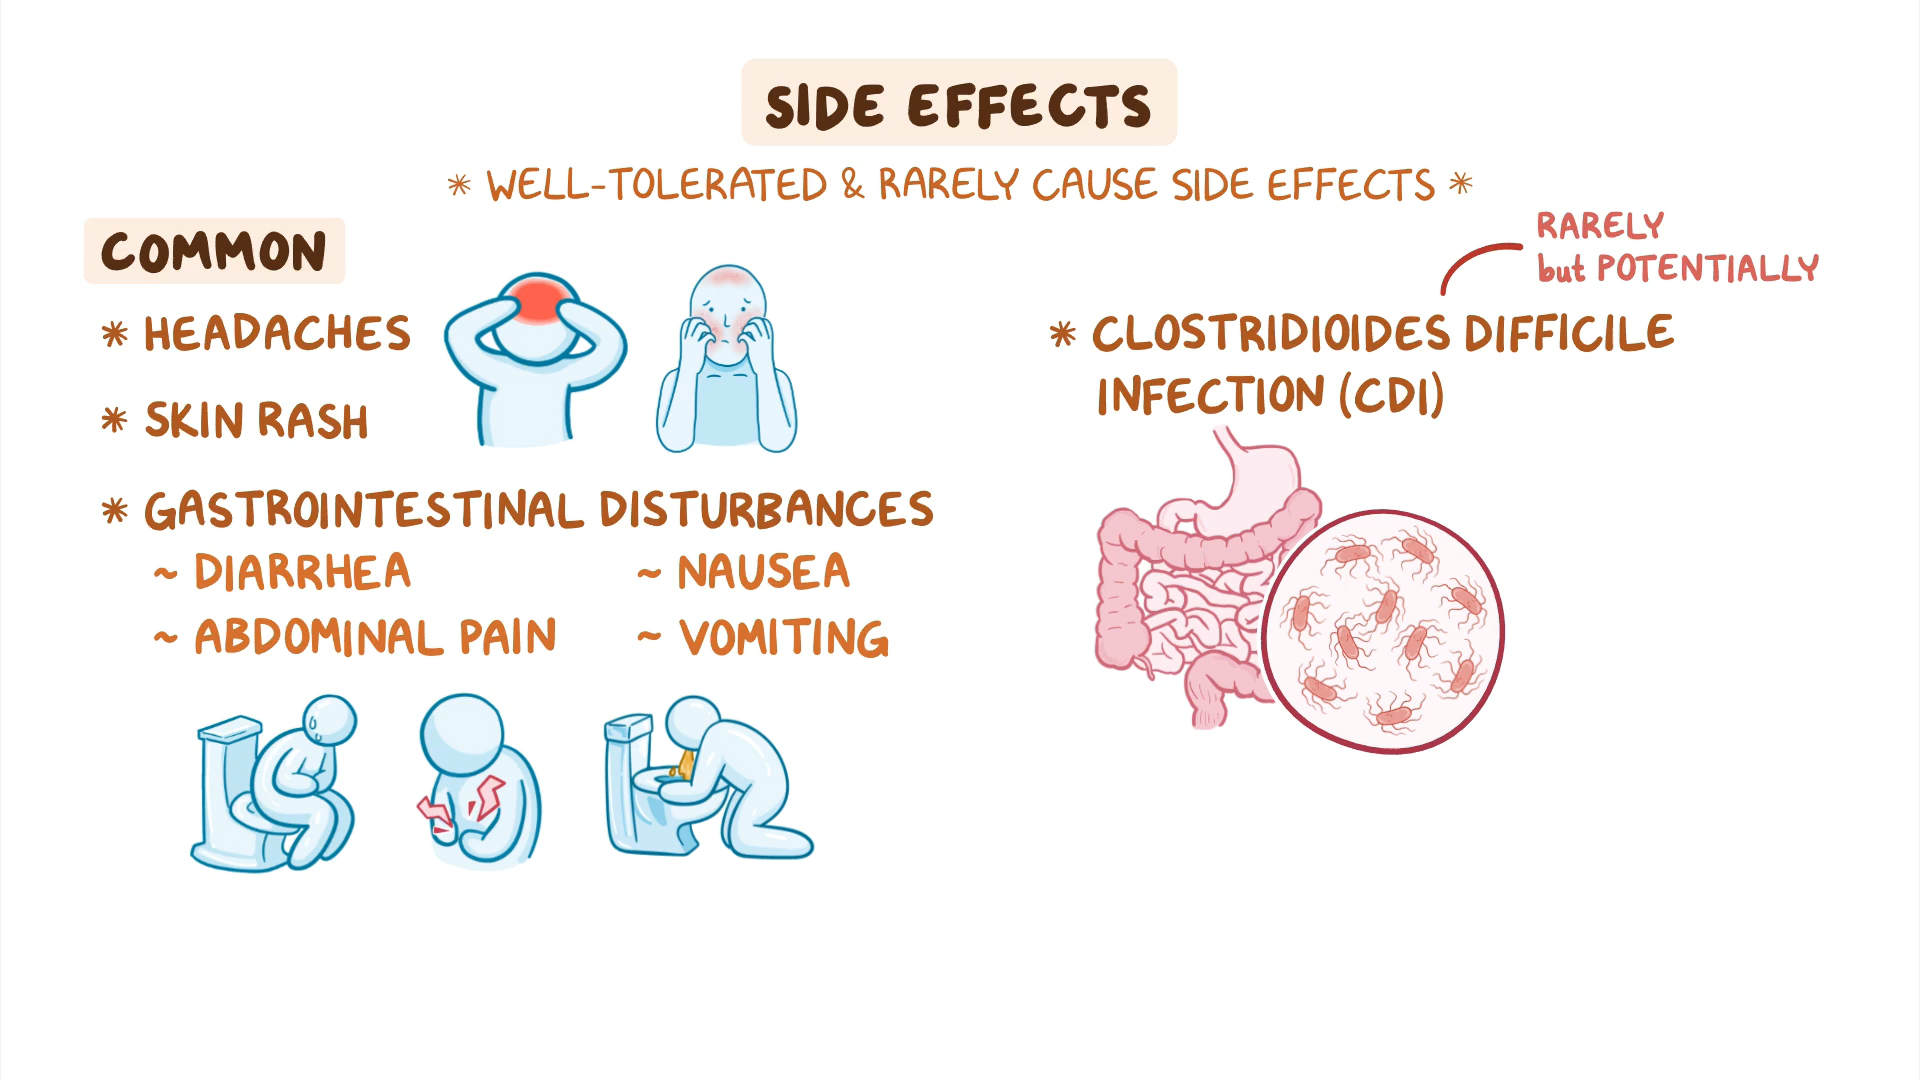 SIDE EFFECTS
* WELL-TOLERATED & RARELY CAUSE SIDE EFFECTS *
COMMON
* HEADACHES
* SKIN RASH
* GASTROINTESTINAL DISTURBANCES
~ DIARRHEA
~ NAUSEA
~ ABDOMINAL PAIN
~ VOMITING
RARELY
but POTENTIALLY
* CLOSTRIDIOIDES DIFFICILE
INFECTION (CDI)